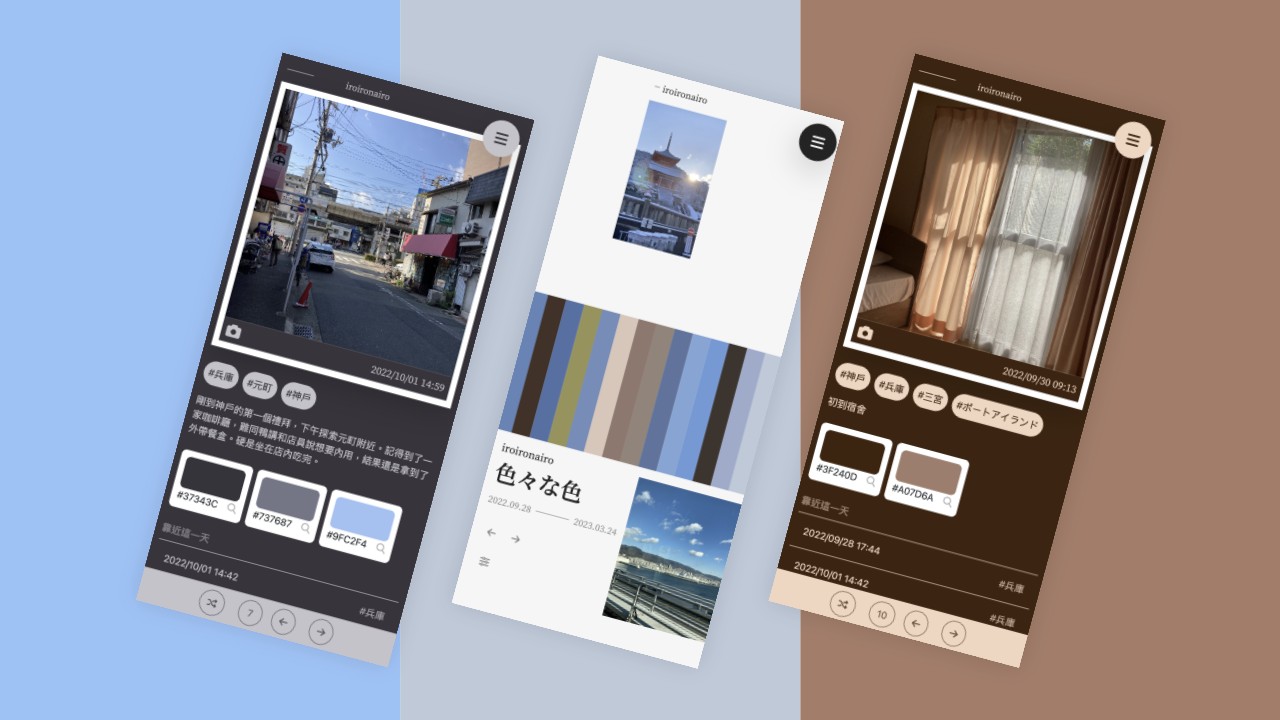 iroironairo
2022/10/01 14:59
#兵庫
#元町
#神戶
剛到神戶的第一個禮拜，下午探索元町附近。記得到了一
家咖啡廳，雖同鴨講和店員說想要內用，結果還是拿到了
外帶餐盒。硬是坐在店內吃完。
#37343C
#737687
#9FC2F4
靠近這一天
2022/10/01 14:42
#兵庫
7
iroironairo
iroironairo
色々な色
2022.09.28
2023.03.24
iroironairo
2022/09/30 09:13
#神戶
#兵庫
#三宮
#ポートアイランド
初到宿舍
#3F240D
#A07D6A
靠近這一天
2022/09/28 17:44
#兵庫
2022/10/01 14:42
#兵庫
10